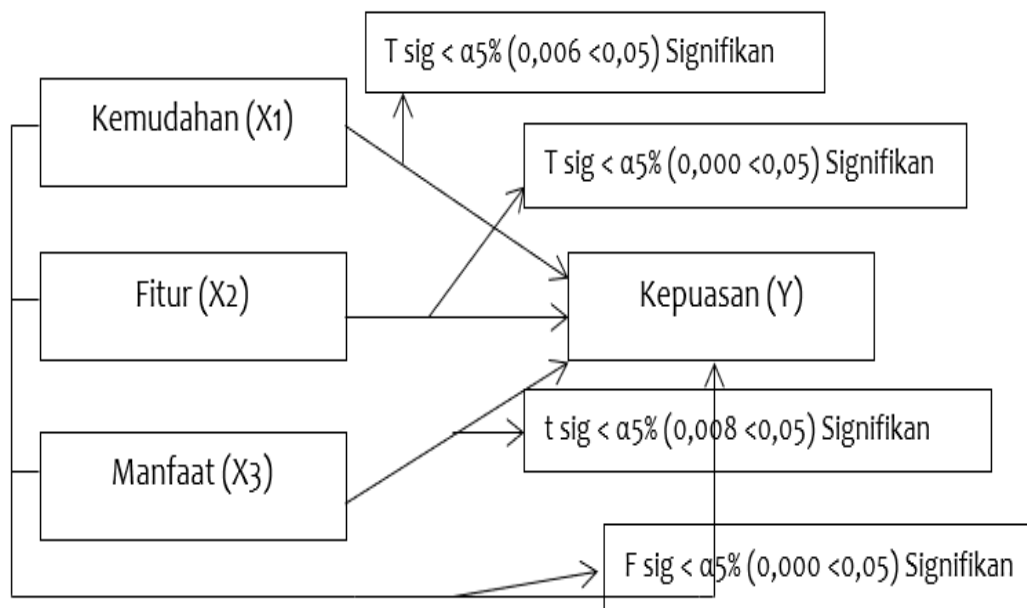 T sig < α5% (0,006 <0,05) Signifikan
Kemudahan (X1)
T sig < α5% (0,000 <0,05) Signifikan
Fitur (X2)
Kepuasan (Y)
t sig < α5% (0,008 <0,05) Signifikan
Manfaat (X3)
F sig < α5% (0,000 <0,05) Signifikan